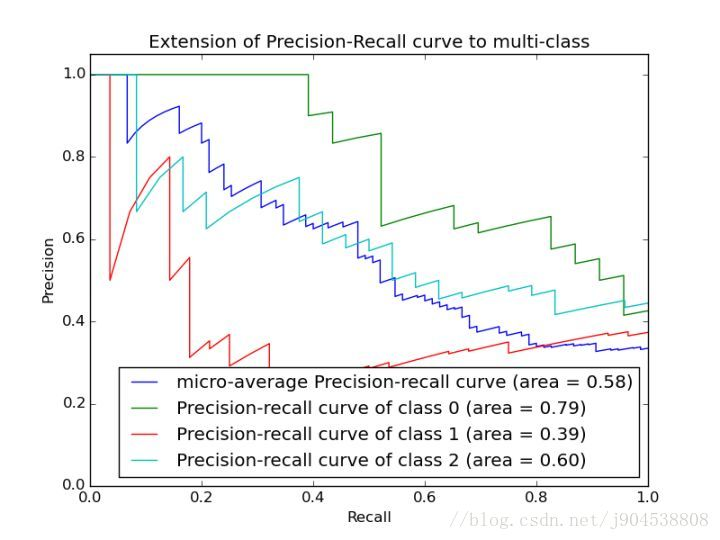 Extension of Precision-Recall curve to multi-class
1.0
0.8
0.6
0.4
0.2
0.0
Precision
micro-average Precision-recall curve (area = 0.58)
Precision-recall curve of class 0 (area = 0.79)
Precision-recall curve of class 1 (area = 0.39)
Precision-recall curve of class 2 (area = 0.60)
0.0 0.2 0.4 0.6 0.8 1.0
Recall
//blog.csdn.net/j904538808